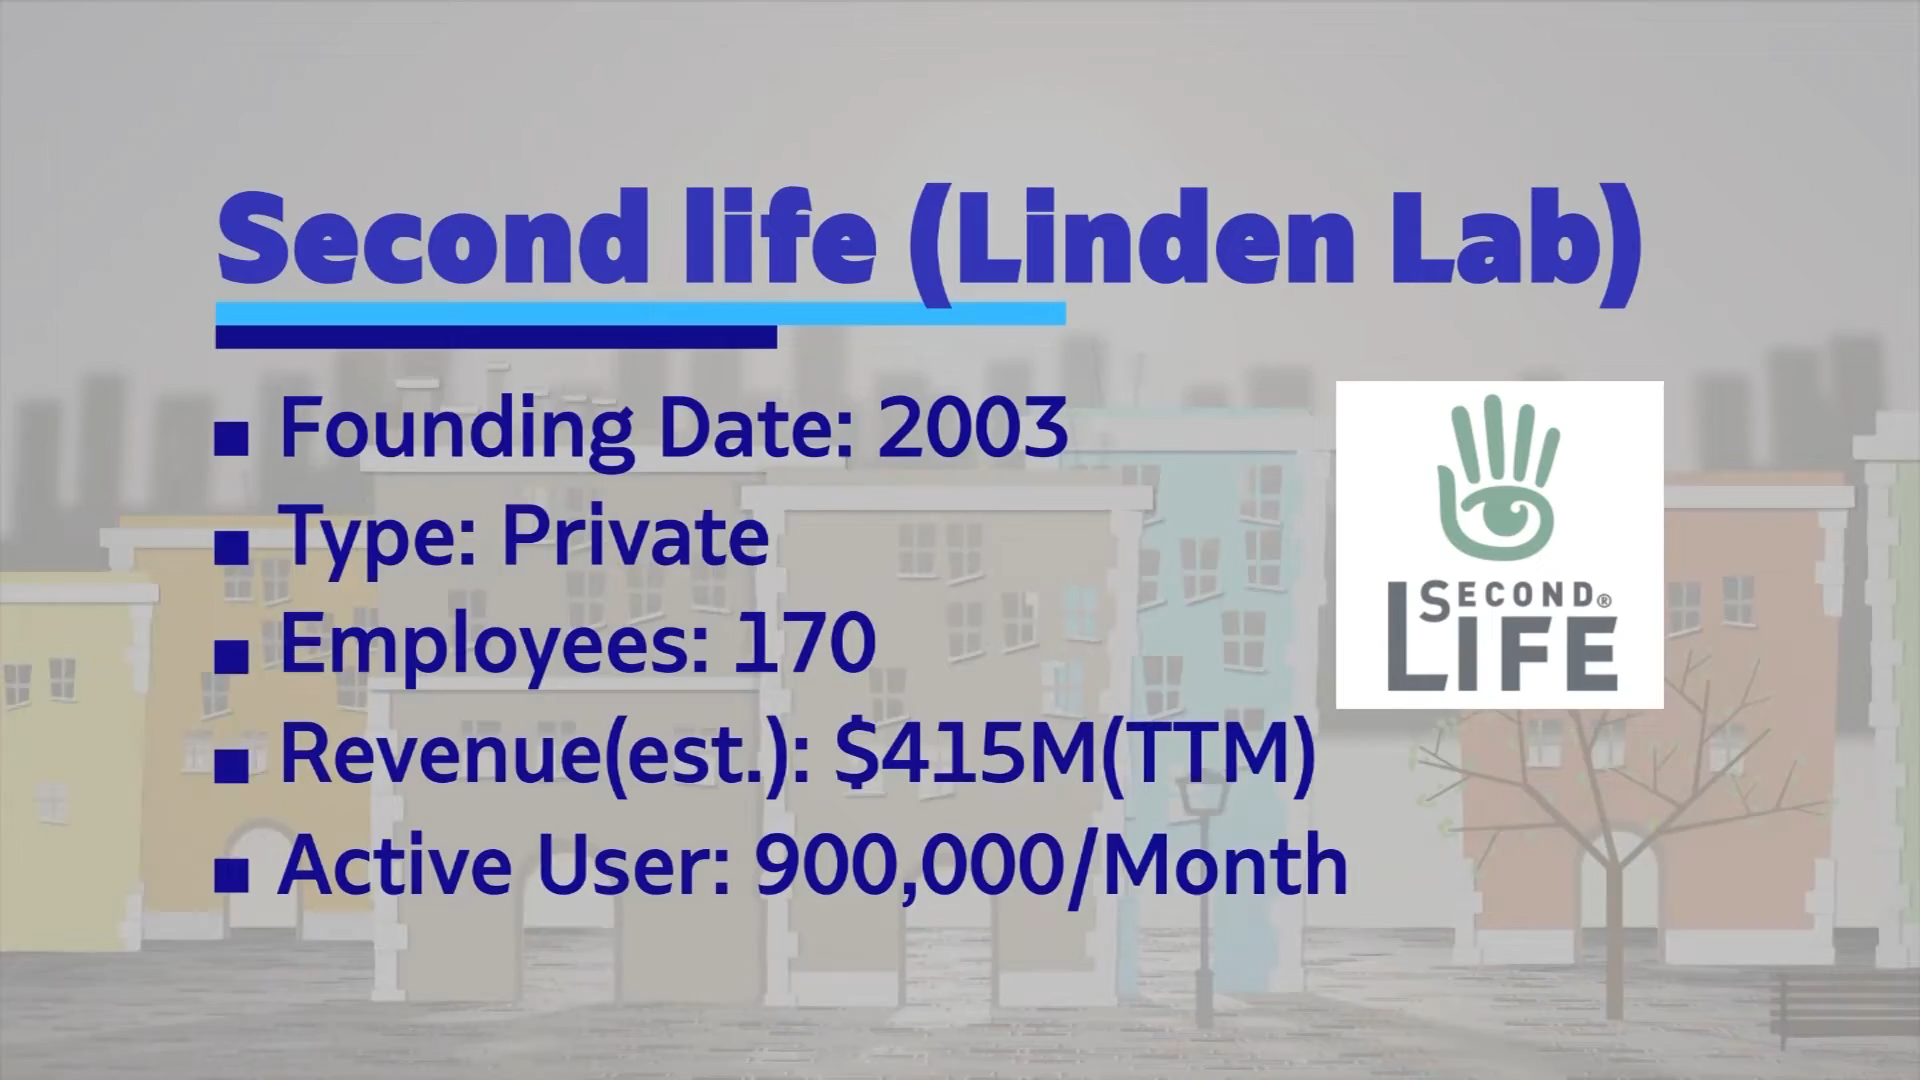 Second life (Linden Lab)
▪ Founding Date: 2003
▪ Type: Private
▪ Employees: 170
▪ Revenue(est.): $415M(TTM)
▪ Active User: 900,000/Month
SECOND®
LIFE